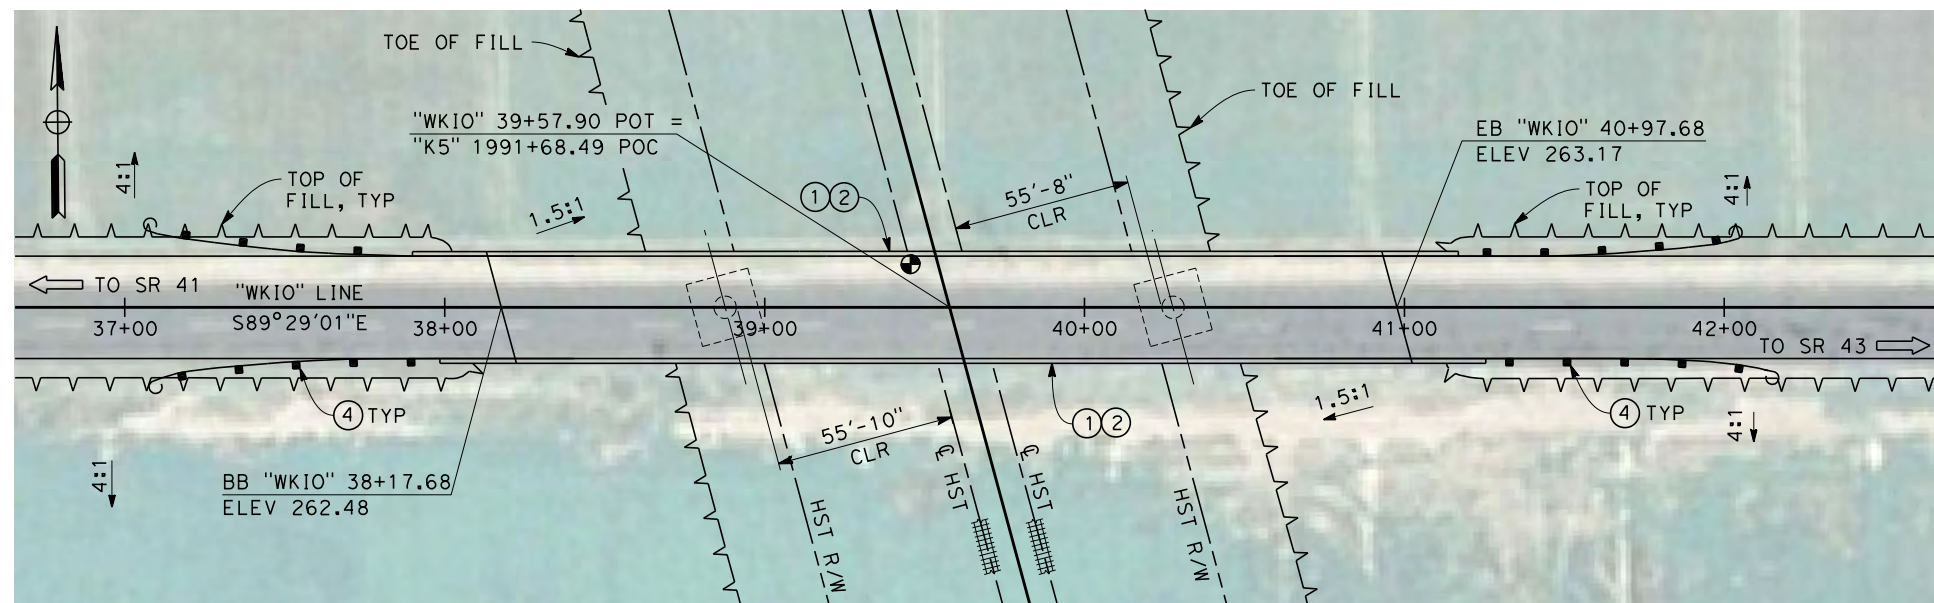 TOE OF FILL
"WKIO" 39+57.90 POT =
"K5" 1991+68.49 POC
TOE OF FILL
EB "WKIO" 40+97.68
ELEV 263.17
4:1
TOP OF
FILL, TYP
1.5:1
1 2
55'-8"
CLR
TOP OF
FILL, TYP
4:1
TO SR 41
"WKIO" LINE
S89°29'01"E
37+00
38+00
39+00
40+00
41+00
42+00
TO SR 43
4 TYP
55'-10"
CLR
1 2
1.5:1
4 TYP
4:1
4:1
BB "WKIO" 38+17.68
ELEV 262.48
HST R/W
℄ HST
℄ HST
HST R/W